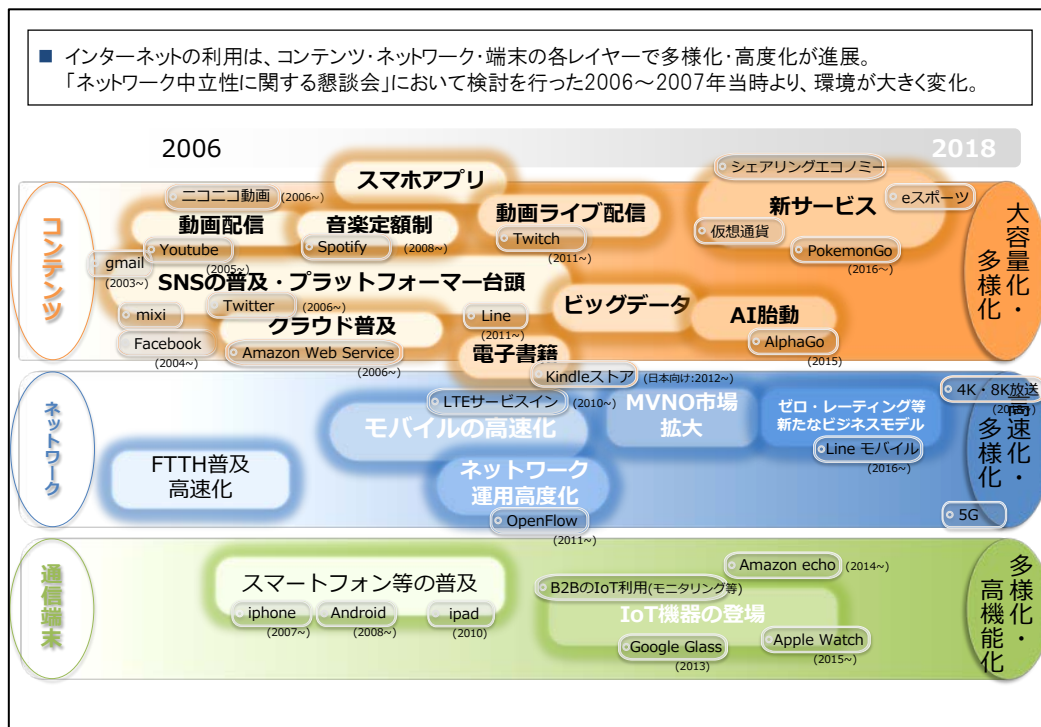 ■ インターネットの利用は、コンテンツ・ネットワーク・端末の各レイヤーで多様化・高度化が進展。
「ネットワーク中立性に関する懇談会」において検討を行った2006～2007年当時より、環境が大きく変化。
2006
2018
コンテンツ
スマホアプリ
ニコニコ動画
(2006~)
動画配信
Youtube
(2005~)
音楽定額制
Spotify
(2008~)
動画ライブ配信
Twitch
(2011~)
シェアリングエコノミー
eスポーツ
新サービス
仮想通貨
PokemonGo
(2016~)
gmail
(2003~)
SNSの普及・プラットフォーマー台頭
mixi
Twitter
(2006~)
Facebook
(2004~)
クラウド普及
Amazon Web Service
(2006~)
Line
(2011~)
電子書籍
Kindleストア
(日本向け:2012~)
ビッグデータ
AI胎動
AlphaGo
(2015)
大容量化・
多様化
ネットワーク
FTTH普及
高速化
LTEサービスイン
(2010~)
モバイルの高速化
ネットワーク
運用高度化
OpenFlow
(2011~)
MVNO市場
拡大
ゼロ・レーティング等
新たなビジネスモデル
Line モバイル
(2016~)
4K・8K放送
5G
高速化・
多様化
通信端末
スマートフォン等の普及
iphone
(2007~)
Android
(2008~)
ipad
(2010)
B2BのIoT利用(モニタリング等)
Amazon echo
(2014~)
IoT機器の登場
Google Glass
(2013)
Apple Watch
(2015~)
多様化・
高機能化